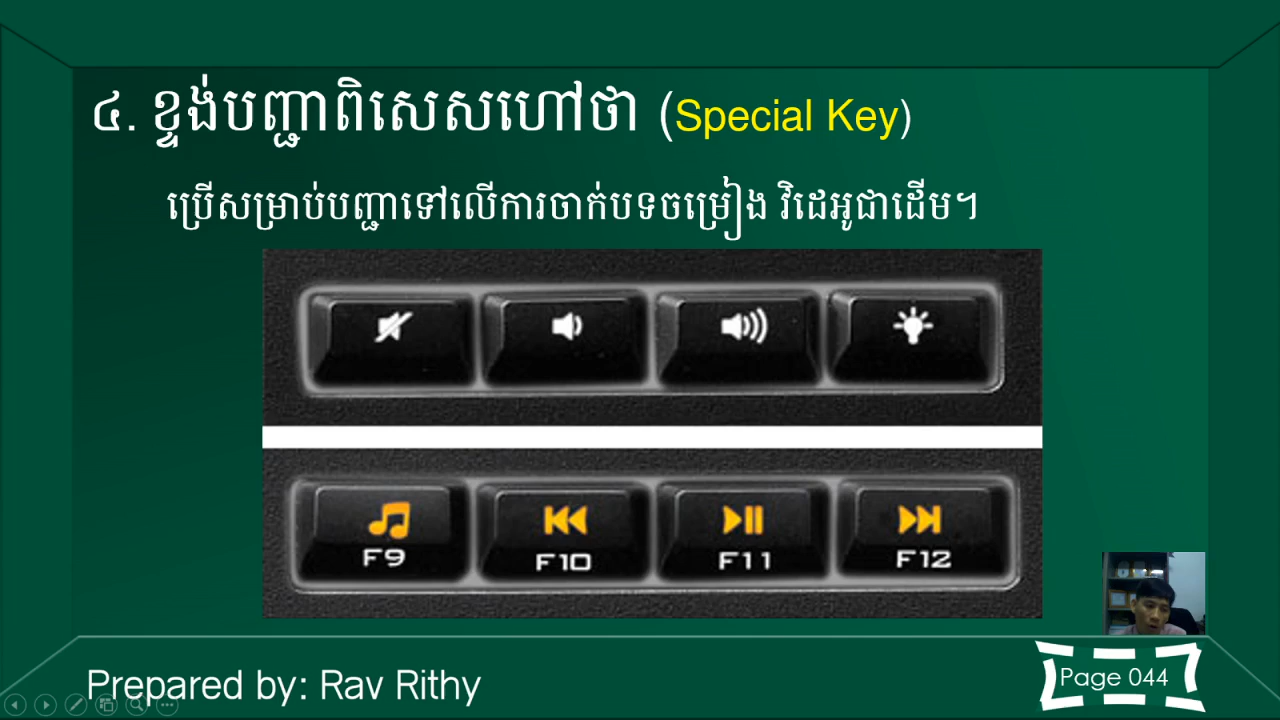 ៤. ខ្ទង់បញ្ជាពិសេសហៅថា (Special Key)
ប្រើសម្រាប់បញ្ជាទៅលើការចាក់បទចម្រៀង វិដេអូជាដើម។
F9 F10 F11 F12
Prepared by: Rav Rithy
Page 044